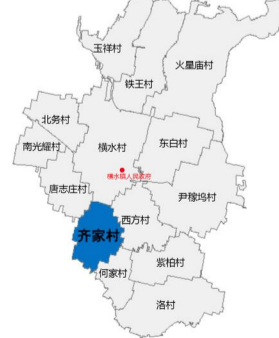 玉祥村
火星庙村
铁王村
北务村
横水村
东白村
南光耀村
横水镇人民政府
唐志庄村
尹稼坞村
西方村
齐家村
紫柏村
何家村
洛村